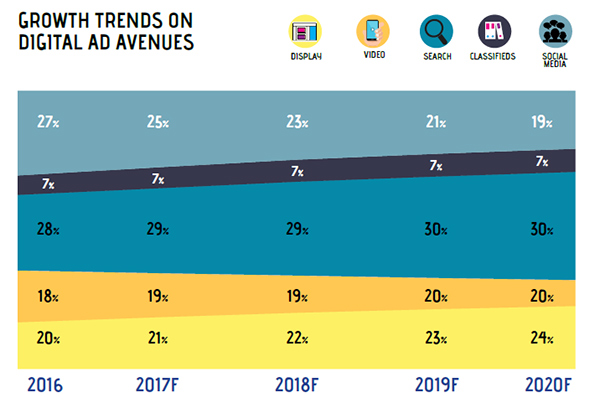 GROWTH TRENDS ON
DIGITAL AD AVENUES
DISPLAY
VIDEO
SEARCH
CLASSIFIEDS
SOCIAL
MEDIA
27% 25% 23% 21% 19%
7% 7% 7% 7% 7%
28% 29% 29% 30% 30%
18% 19% 19% 20% 20%
20% 21% 22% 23% 24%
2016 2017F 2018F 2019F 2020F